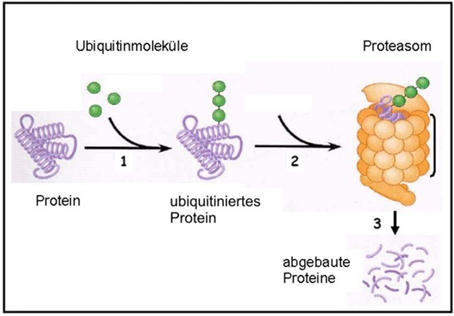 Ubiquitinmoleküle
Proteasom
1
2
Protein
ubiquitiniertes
Protein
3
abgebaute
Proteine